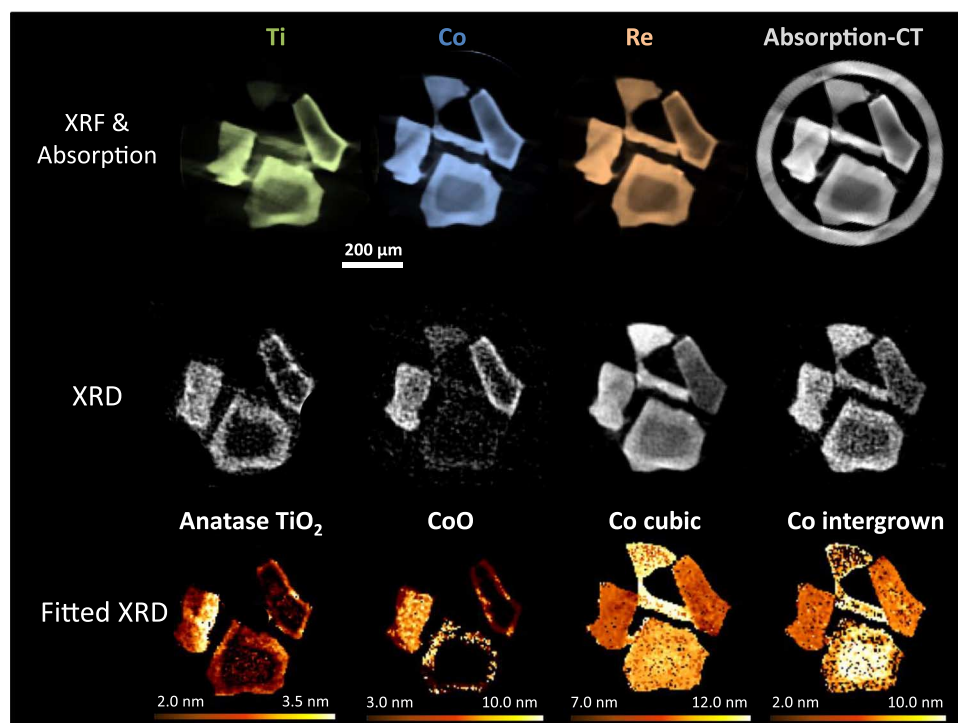 Ti Co Re Absorption-CT
XRF &
Absorption
200 µm
XRD
Anatase TiO₂ CoO Co cubic Co intergrown
Fitted XRD
2.0 nm 3.5 nm 3.0 nm 10.0 nm 7.0 nm 12.0 nm 2.0 nm 10.0 nm